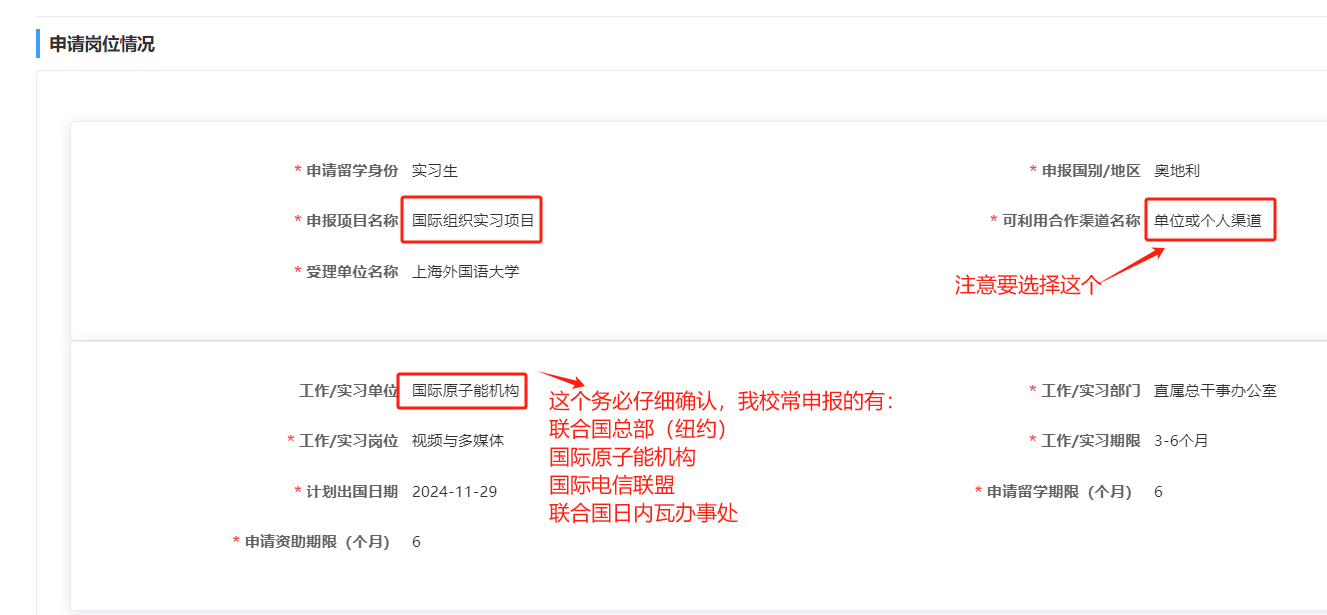 申请岗位情况
* 申请留学身份 实习生
* 申报国别/地区 奥地利
* 申报项目名称 国际组织实习项目
* 可利用合作渠道名称 单位或个人渠道
* 受理单位名称 上海外国语大学
注意要选择这个
工作/实习单位 国际原子能机构
这个务必仔细确认，我校常申报的有：
联合国总部（纽约）
国际原子能机构
国际电信联盟
联合国日内瓦办事处
* 工作/实习部门 直属总干事办公室
* 工作/实习岗位 视频与多媒体
* 工作/实习期限 3-6个月
* 计划出国日期 2024-11-29
* 申请留学期限（个月） 6
* 申请资助期限（个月） 6